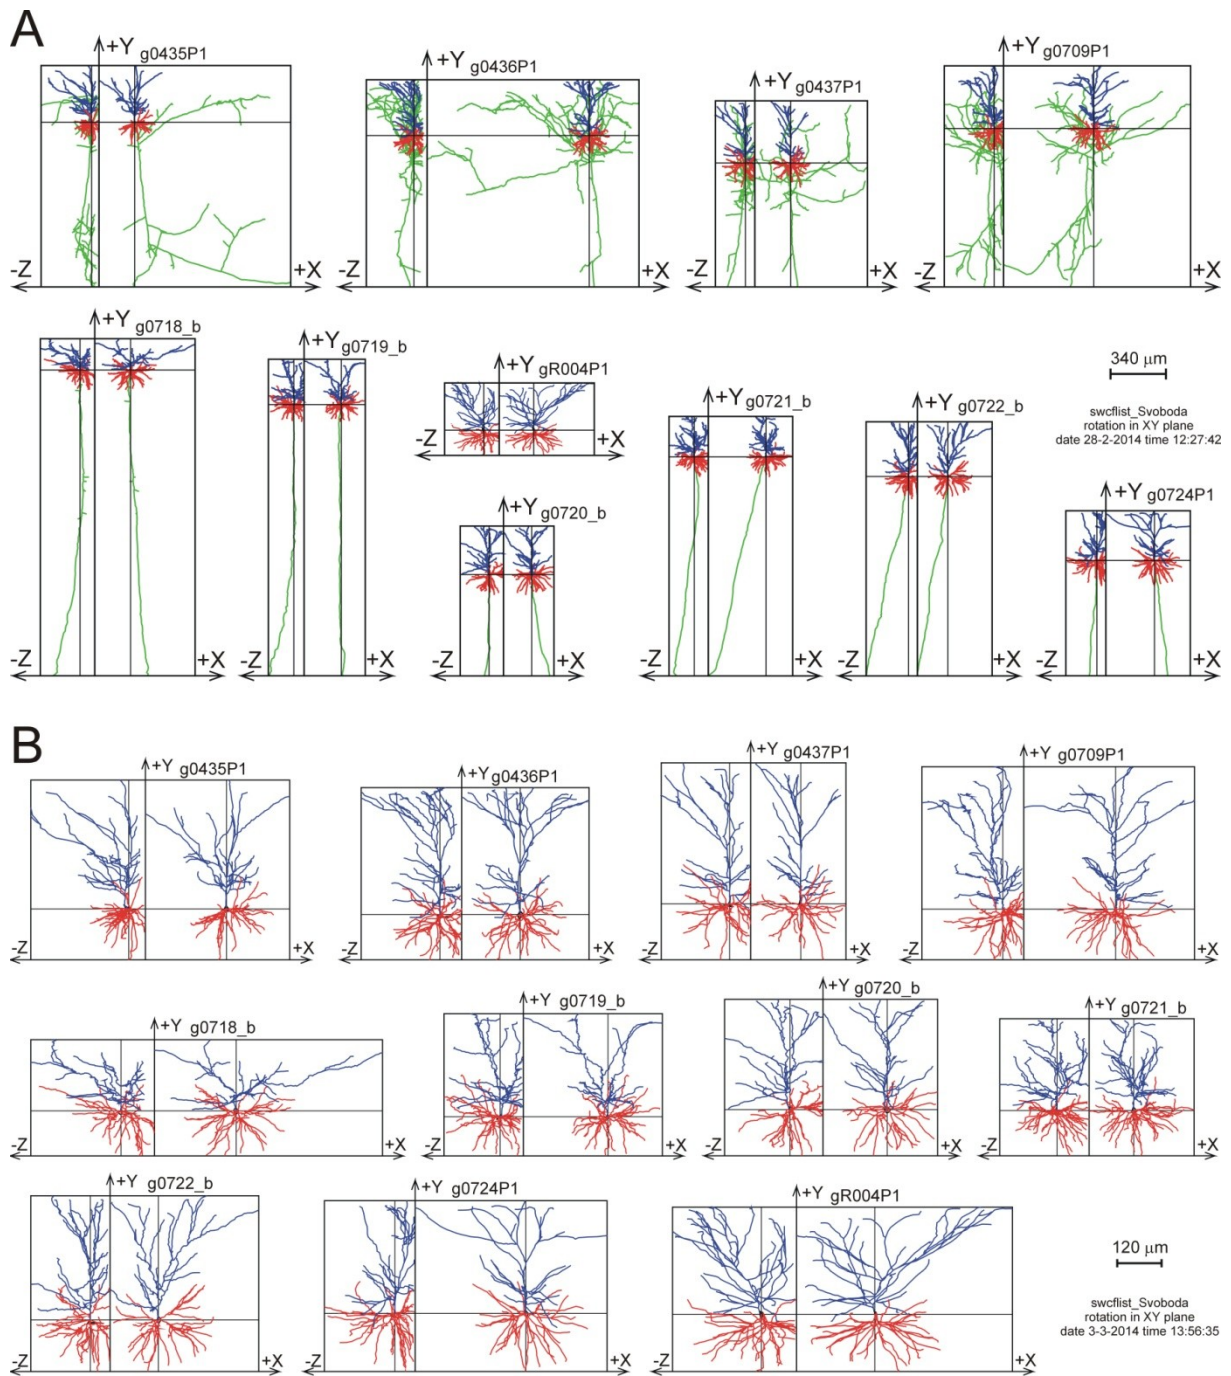 A
+Y g0435P1
+Y g0436P1
+Y g0437P1
+Y g0709P1
-Z +X
-Z +X
-Z +X
-Z +X
+Y g0718_b
+Y g0719_b
+Y gR004P1
+Y g0721_b
+Y g0722_b
340 μm
swcflist_Svoboda
rotation in XY plane
date 28-2-2014 time 12:27:42
-Z +X
+Y g0720_b
+Y g0724P1
-Z +X
-Z +X
-Z +X
-Z +X
-Z +X
-Z +X
B
+Y g0435P1
+Y g0436P1
+Y g0437P1
+Y g0709P1
-Z +X
-Z +X
-Z +X
-Z +X
+Y g0718_b
+Y g0719_b
+Y g0720_b
+Y g0721_b
-Z +X
-Z +X
-Z +X
-Z +X
+Y g0722_b
+Y g0724P1
+Y gR004P1
120 μm
swcflist_Svoboda
rotation in XY plane
date 3-3-2014 time 13:56:35
-Z +X
-Z +X
-Z +X